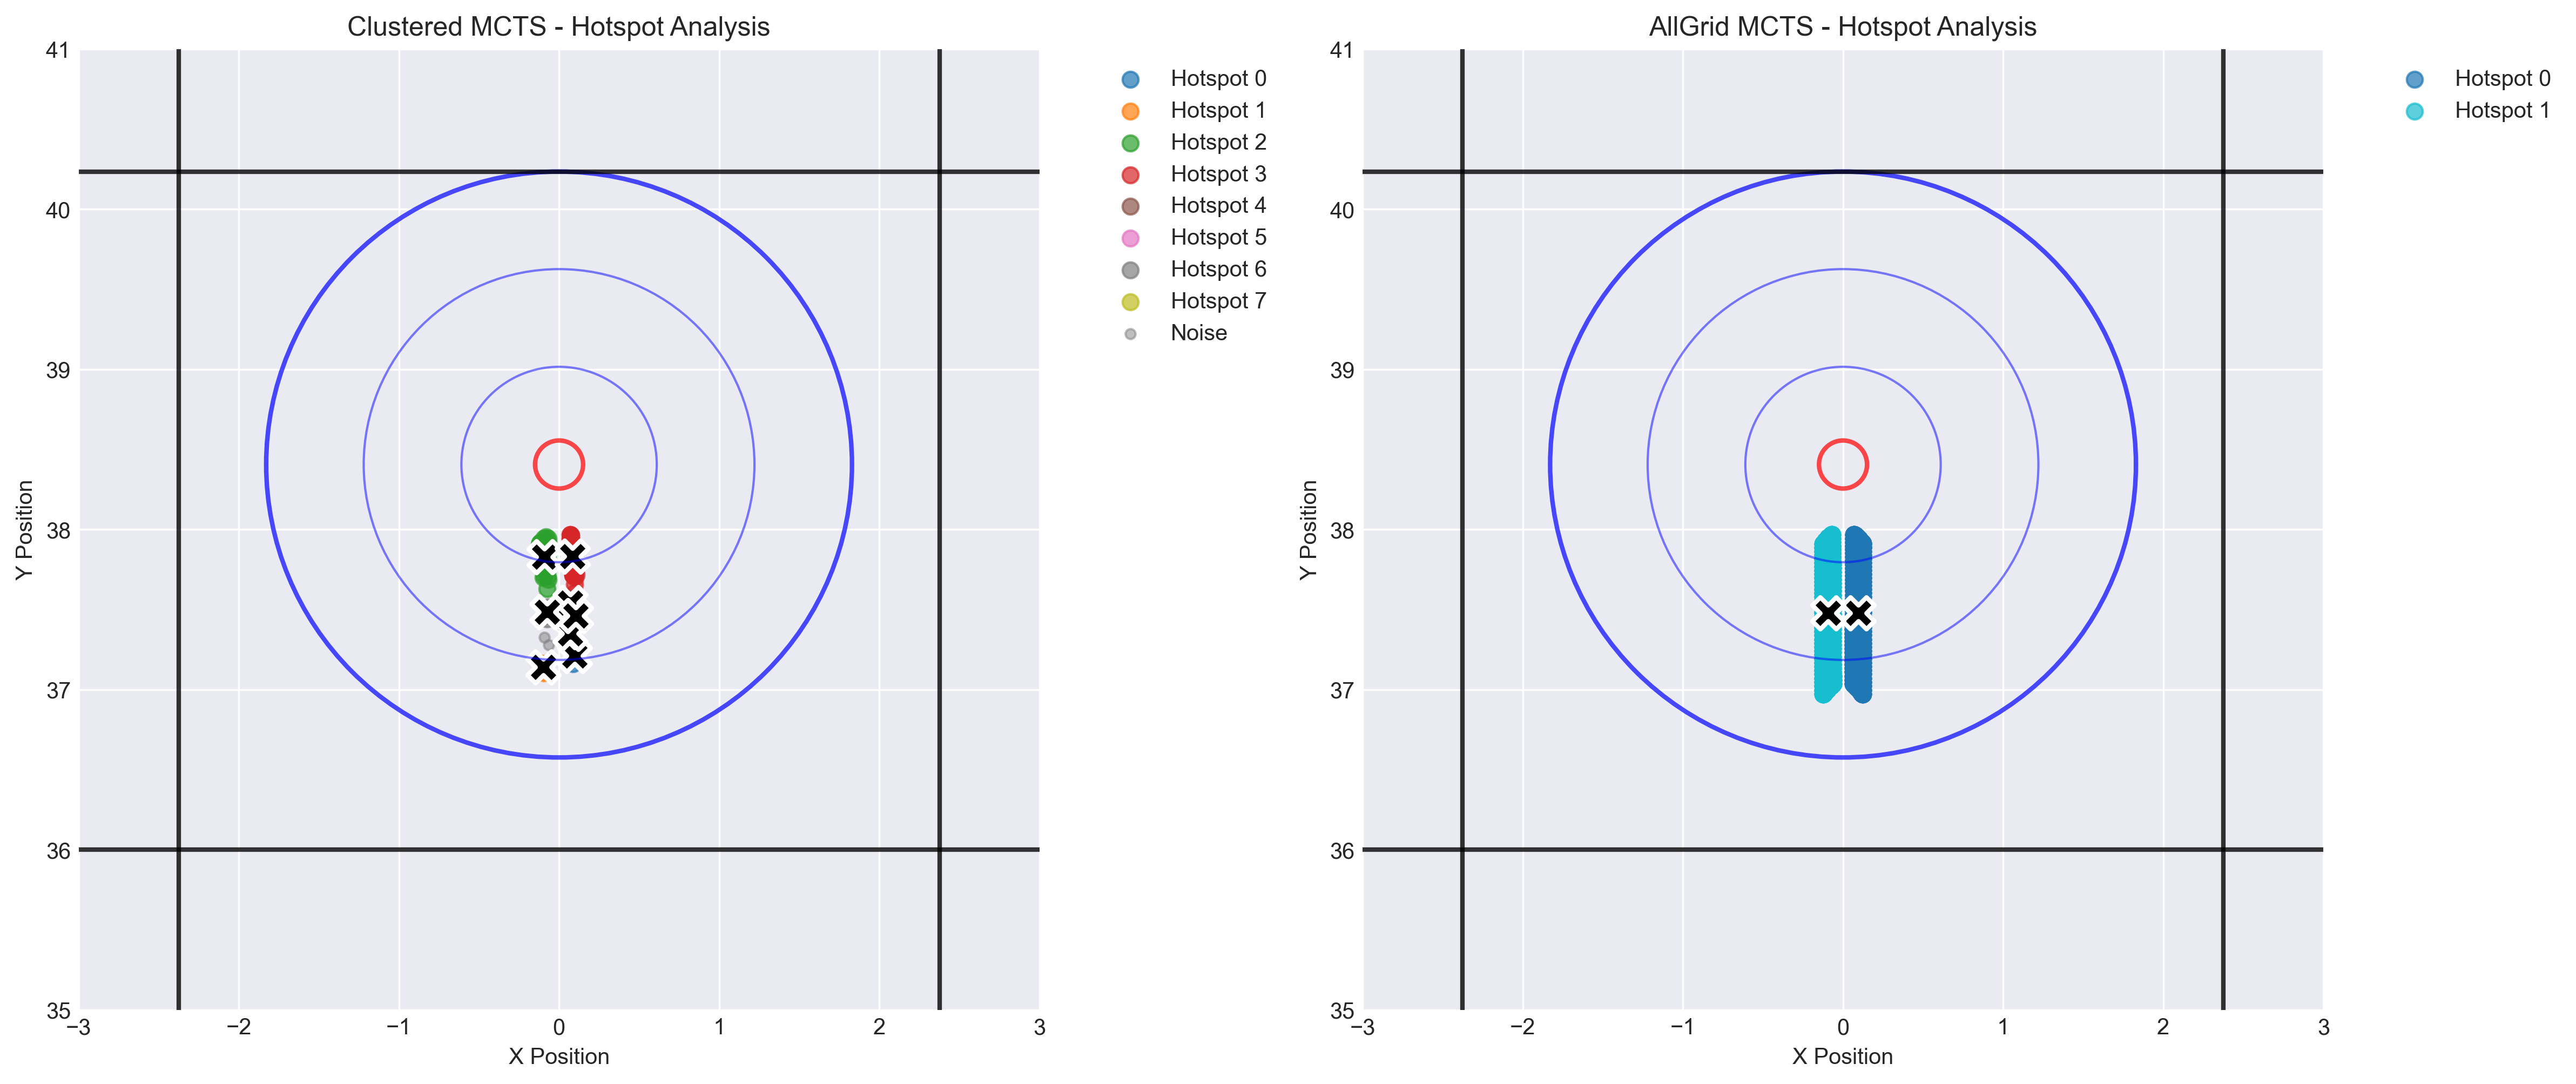 Clustered MCTS - Hotspot Analysis
41
40
39
38
37
36
35
Y Position
−3
−2
−1
0
1
2
3
X Position
Hotspot 0
Hotspot 1
Hotspot 2
Hotspot 3
Hotspot 4
Hotspot 5
Hotspot 6
Hotspot 7
Noise
AllGrid MCTS - Hotspot Analysis
41
40
39
38
37
36
35
Y Position
−3
−2
−1
0
1
2
3
X Position
Hotspot 0
Hotspot 1